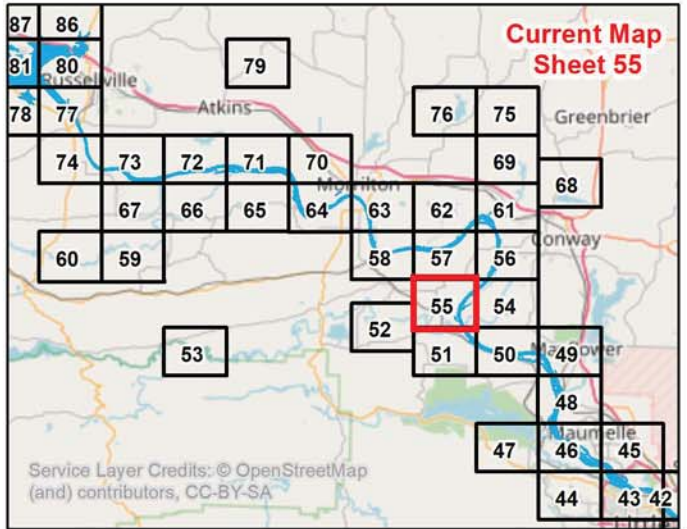 87 86
Current Map
Sheet 55
81 80
Russellville
79
78 77
Atkins
76 75
Greenbrier
74 73 72 71 70
69
Morrilton
68
67 66 65 64 63 62 61
Conway
60 59
58 57 56
55 54
52
53
51 50 49
48
Maumelle
47 46 45
Service Layer Credits: © OpenStreetMap
(and) contributors, CC-BY-SA
44 43 42